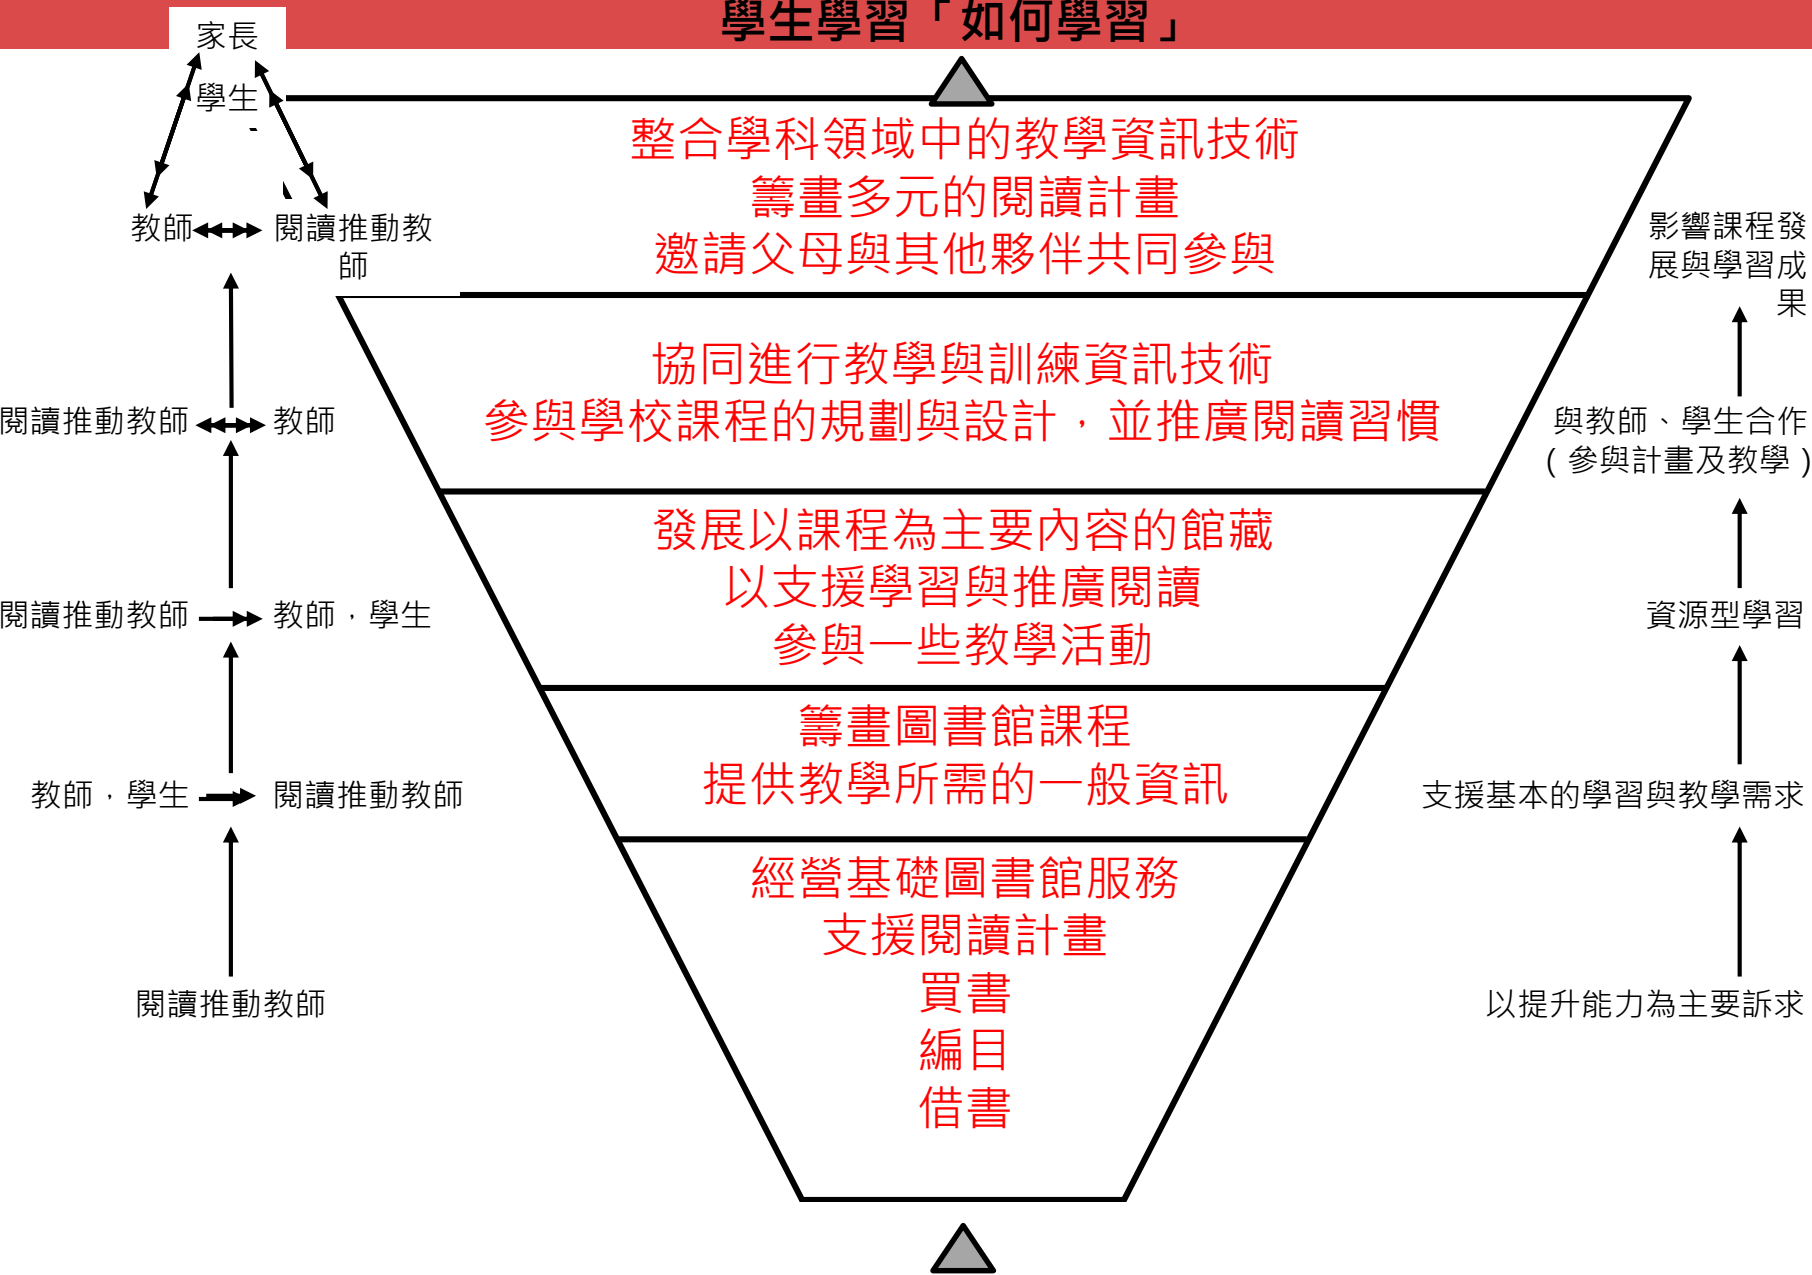 學生學習「如何學習」
家長
學生
教師
閱讀推動教
師
整合學科領域中的教學資訊技術
籌畫多元的閱讀計畫
邀請父母與其他夥伴共同參與
影響課程發
展與學習成
果
閱讀推動教師
教師
協同進行教學與訓練資訊技術
參與學校課程的規劃與設計，並推廣閱讀習慣
與教師、學生合作
(參與計畫及教學)
閱讀推動教師
教師，學生
發展以課程為主要內容的館藏
以支援學習與推廣閱讀
參與一些教學活動
資源型學習
教師，學生
閱讀推動教師
籌畫圖書館課程
提供教學所需的一般資訊
支援基本的學習與教學需求
閱讀推動教師
經營基礎圖書館服務
支援閱讀計畫
買書
編目
借書
以提升能力為主要訴求